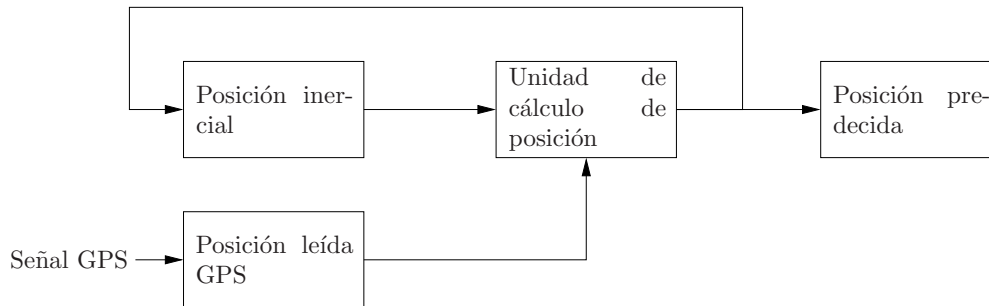 Posición iner-
cial
Unidad de
cálculo de
posición
Posición pre-
decida
Señal GPS
Posición leída
GPS